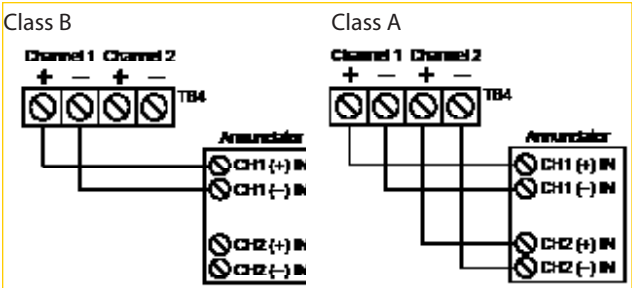 Class B
Channel 1 Channel 2
+ − + −
TB4
Annunciator
CH1 (+) IN
CH1 (−) IN
CH2 (+) IN
CH2 (−) IN
Class A
Channel 1 Channel 2
+ − + −
TB4
Annunciator
CH1 (+) IN
CH1 (−) IN
CH2 (+) IN
CH2 (−) IN